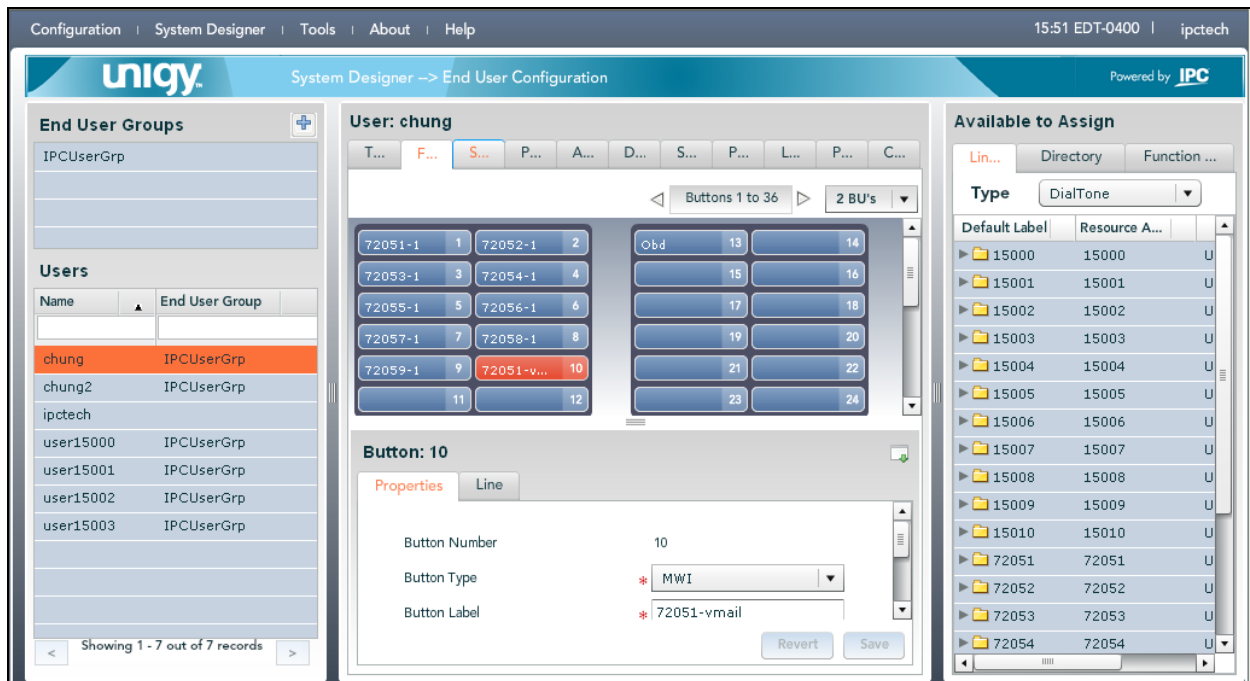 Configuration | System Designer | Tools | About | Help 15:51 EDT-0400 | ipctech
unigy System Designer --> End User Configuration Powered by IPC
End User Groups
IPCUserGrp
Users
Name End User Group
chung IPCUserGrp
chung2 IPCUserGrp
ipctech
user15000 IPCUserGrp
user15001 IPCUserGrp
user15002 IPCUserGrp
user15003 IPCUserGrp
< Showing 1 - 7 out of 7 records >
User: chung
T... F... S... P... A... D... S... P... L... P... C...
Buttons 1 to 36 2 BU's
72051-1 1 72052-1 2 Obd 13 14
72053-1 3 72054-1 4 15 16
72055-1 5 72056-1 6 17 18
72057-1 7 72058-1 8 19 20
72059-1 9 72051-v... 10 21 22
11 12 23 24
Button: 10
Properties Line
Button Number 10
Button Type * MWI
Button Label * 72051-vmail
Revert Save
Available to Assign
Lin... Directory Function ...
Type DialTone
Default Label Resource A...
15000 15000 U
15001 15001 U
15002 15002 U
15003 15003 U
15004 15004 U
15005 15005 U
15006 15006 U
15007 15007 U
15008 15008 U
15009 15009 U
15010 15010 U
72051 72051 U
72052 72052 U
72053 72053 U
72054 72054 U